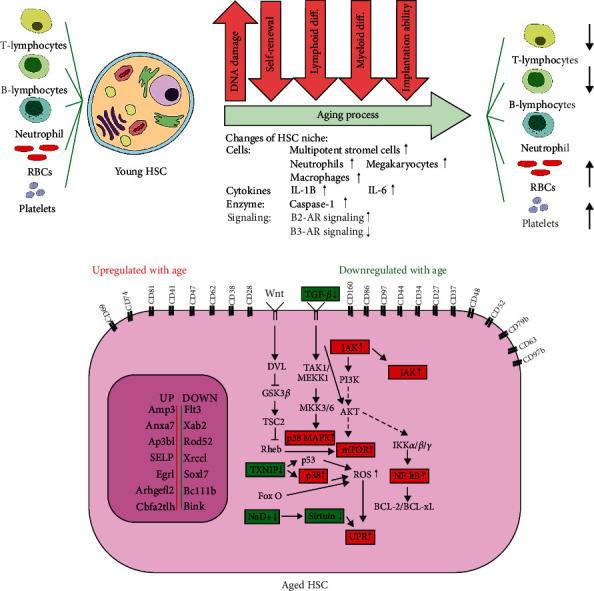 T-lymphocytes
B-lymphocytes
Neutrophil
RBCs
Platelets
Young HSC
DNA damage
Self-renewal
Lymphoid diff.
Myeloid diff.
Implantation ability
Aging process
Changes of HSC niche:
Cells: Multipotent stromel cells ↑
Neutrophils ↑ Megakaryocytes ↑
Macrophages ↑
Cytokines IL-1B ↑ IL-6 ↑
Enzyme: Caspase-1 ↑
Signaling: B2-AR signaling ↑
B3-AR signaling ↓
T-lymphocytes ↓
B-lymphocytes ↓
Neutrophil
RBCs ↑
Platelets ↑
Upregulated with age
Downregulated with age
CD69
CD74
CD81
CD41
CD47
CD62
CD38
CD28
Wnt
TGF-β↓
CD160
CD86
CD97
CD44
CD34
CD27
CD37
CD48
CD52
CD79b
CD63
CD97b
UP DOWN
Amp3 Flt3
Anxa7 Xab2
Ap3bl Rod52
SELP Xrccl
Egrl Soxl7
Arhgefl2 Bc111b
Cbfa2tlh Bink
DVL
GSK3β
TSC2
Rheb
TAK1/
MEKK1
MKK3/6
p38 MAPK↑
JAK↑
JAK↑
PI3K
AKT
mTOR↑
IKKα/β/γ
NF-kB↑
BCL-2/BCL-xL
TXNIP↓
p53
p38↑
ROS ↑
Fox O
NaD+↓
Sirtuin ↓
UPR↑
Aged HSC